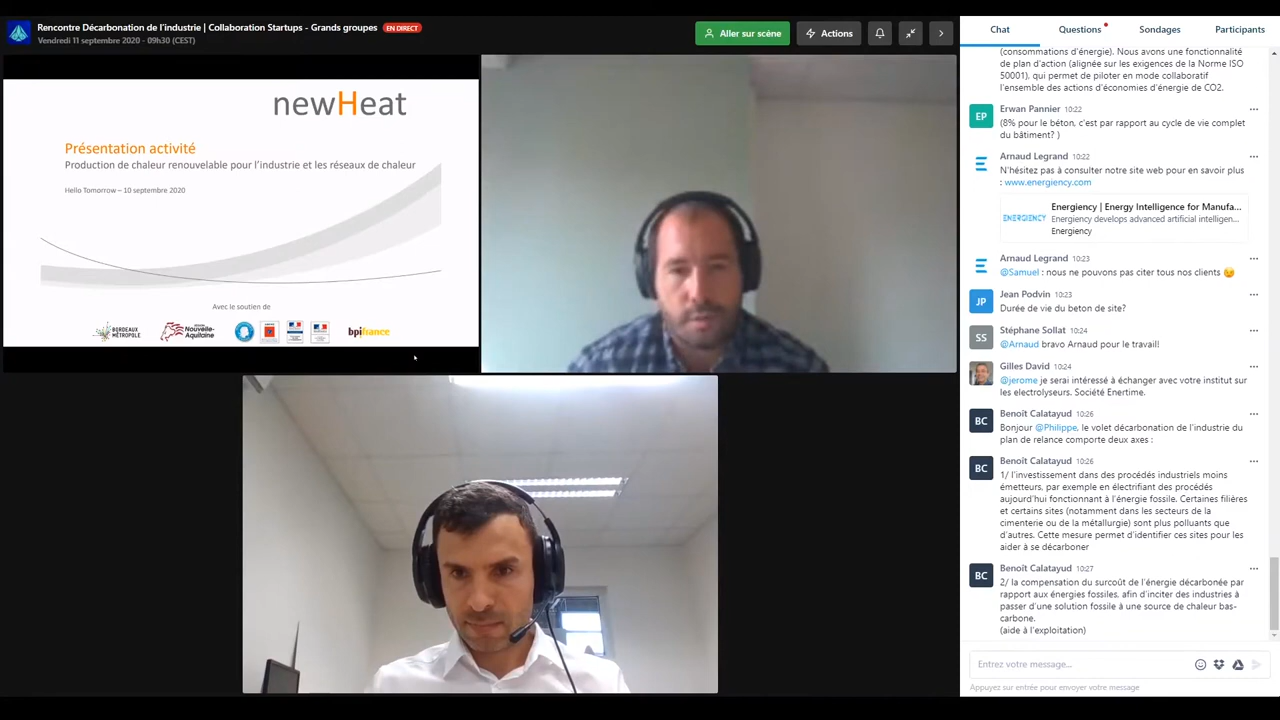 Rencontre Décarbonation de l'industrie | Collaboration Startups - Grands groupes
EN DIRECT
Vendredi 11 septembre 2020 - 09h30 (CEST)
Aller sur scène
Actions
newHeat
Présentation activité
Production de chaleur renouvelable pour l'industrie et les réseaux de chaleur
Hello Tomorrow – 10 septembre 2020
Avec le soutien de
BORDEAUX
MÉTROPOLE
Nouvelle-
Aquitaine
bpifrance
Chat
Questions
Sondages
Participants
(consommations d'énergie). Nous avons une fonctionnalité
de plan d'action (alignée sur les exigences de la Norme ISO
50001), qui permet de piloter en mode collaboratif
l'ensemble des actions d'économies d'énergie de CO2.
EP
Erwan Pannier 10:22
(8% pour le béton, c'est par rapport au cycle de vie complet
du bâtiment? )
Arnaud Legrand 10:22
N'hésitez pas à consulter notre site web pour en savoir plus
: www.energiency.com
ENERGIENCY
Energiency | Energy Intelligence for Manufa...
Energiency develops advanced artificial intelligen...
Energiency
Arnaud Legrand 10:23
@Samuel : nous ne pouvons pas citer tous nos clients
JP
Jean Podvin 10:23
Durée de vie du beton de site?
SS
Stéphane Sollat 10:24
@Arnaud bravo Arnaud pour le travail!
Gilles David 10:24
@jerome je serai intéressé à échanger avec votre institut sur
les electrolyseurs. Société Enertime.
BC
Benoît Calatayud 10:26
Bonjour @Philippe, le volet décarbonation de l'industrie du
plan de relance comporte deux axes :
BC
Benoît Calatayud 10:26
1/ l'investissement dans des procédés industriels moins
émetteurs, par exemple en électrifiant des procédés
aujourd'hui fonctionnant à l'énergie fossile. Certaines filières
et certains sites (notamment dans les secteurs de la
cimenterie ou de la métallurgie) sont plus polluants que
d'autres. Cette mesure permet d'identifier ces sites pour les
aider à se décarboner
BC
Benoît Calatayud 10:27
2/ la compensation du surcoût de l'énergie décarbonée par
rapport aux énergies fossiles, afin d'inciter des industries à
passer d'une solution fossile à une source de chaleur bas-
carbone.
(aide à l'exploitation)
Entrez votre message...
Appuyez sur entrée pour envoyer votre message